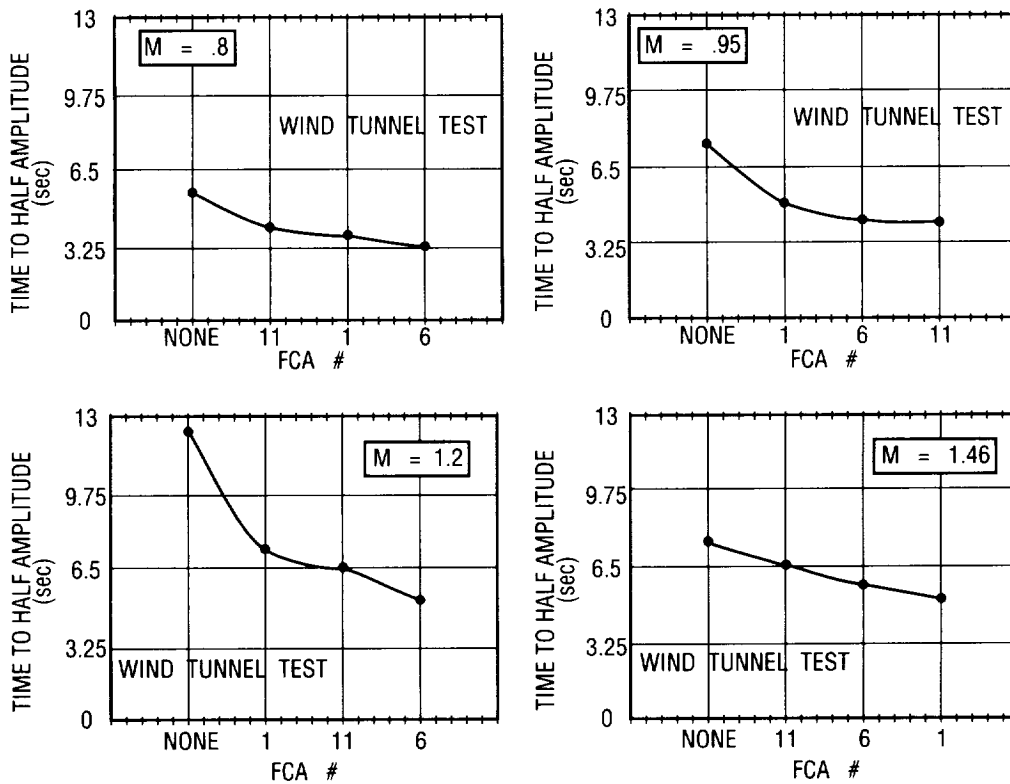 13
M = .8
9.75
WIND TUNNEL TEST
6.5
3.25
0
NONE 11 1 6
FCA #
TIME TO HALF AMPLITUDE
(sec)
13
M = .95
9.75
WIND TUNNEL TEST
6.5
3.25
0
NONE 1 6 11
FCA #
TIME TO HALF AMPLITUDE
(sec)
13
M = 1.2
9.75
6.5
3.25
WIND TUNNEL TEST
0
NONE 1 11 6
FCA #
TIME TO HALF AMPLITUDE
(sec)
13
M = 1.46
9.75
6.5
3.25
WIND TUNNEL TEST
0
NONE 11 6 1
FCA #
TIME TO HALF AMPLITUDE
(sec)